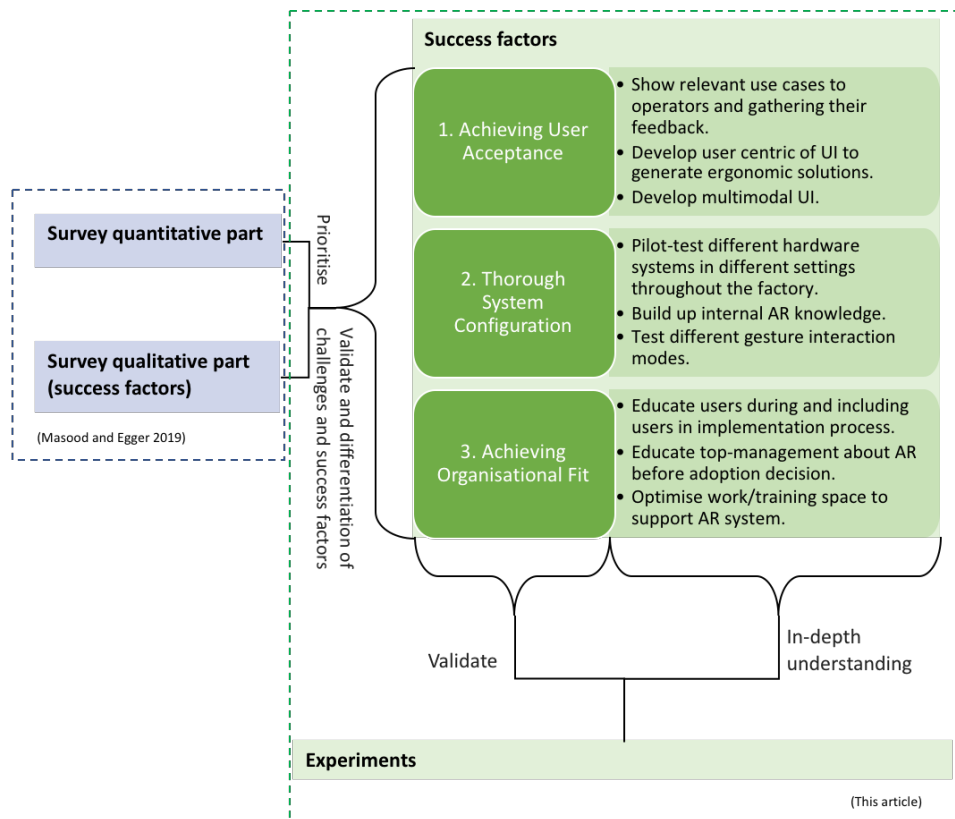 Success factors
1. Achieving User
Acceptance
• Show relevant use cases to
operators and gathering their
feedback.
• Develop user centric of UI to
generate ergonomic solutions.
• Develop multimodal UI.
Survey quantitative part
Survey qualitative part
(success factors)
(Masood and Egger 2019)
Prioritise
Validate and differentiation of
challenges and success factors
2. Thorough
System
Configuration
• Pilot-test different hardware
systems in different settings
throughout the factory.
• Build up internal AR knowledge.
• Test different gesture interaction
modes.
3. Achieving
Organisational Fit
• Educate users during and including
users in implementation process.
• Educate top-management about AR
before adoption decision.
• Optimise work/training space to
support AR system.
Validate
In-depth
understanding
Experiments
(This article)